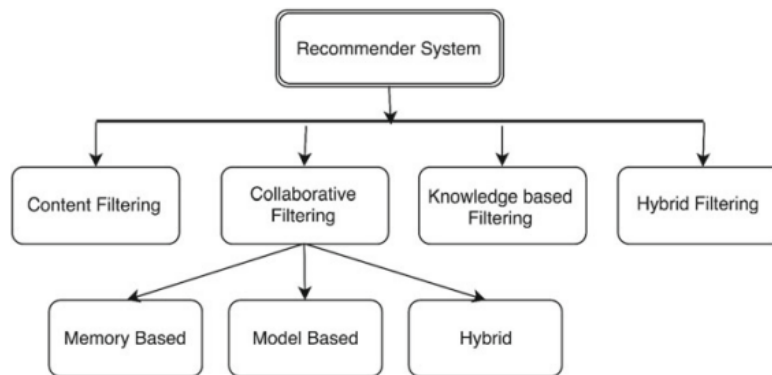 Recommender System
Content Filtering
Collaborative
Filtering
Knowledge based
Filtering
Hybrid Filtering
Memory Based
Model Based
Hybrid